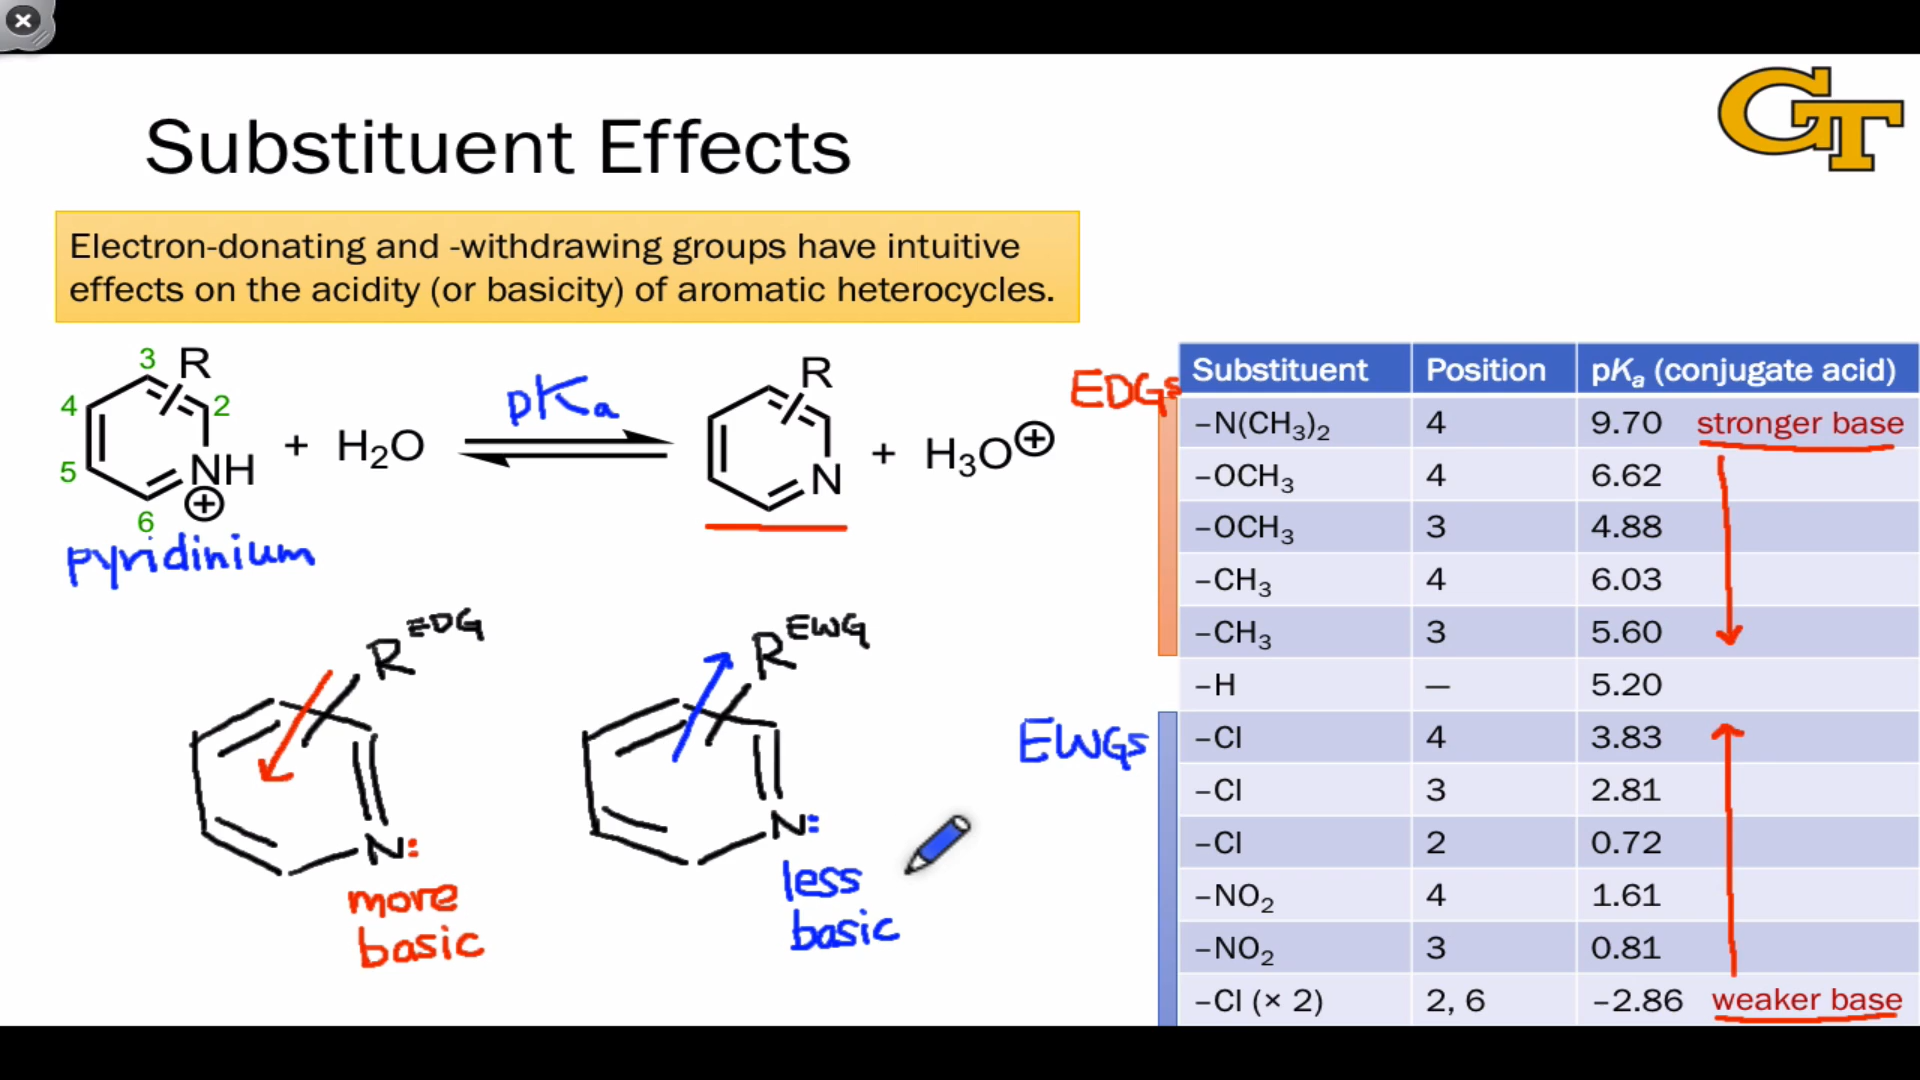 GT
Substituent Effects
Electron-donating and -withdrawing groups have intuitive
effects on the acidity (or basicity) of aromatic heterocycles.
3 R
4 2
5 NH
⊕
6
+ H₂O
pKₐ
R
N
+ H₃O⊕
pyridinium
R EDG
N:
more
basic
R EWG
N:
less
basic
EDGs
EWGs
Substituent Position pKₐ (conjugate acid)
–N(CH₃)₂ 4 9.70 stronger base
–OCH₃ 4 6.62
–OCH₃ 3 4.88
–CH₃ 4 6.03
–CH₃ 3 5.60
–H — 5.20
–Cl 4 3.83
–Cl 3 2.81
–Cl 2 0.72
–NO₂ 4 1.61
–NO₂ 3 0.81
–Cl (× 2) 2, 6 –2.86 weaker base